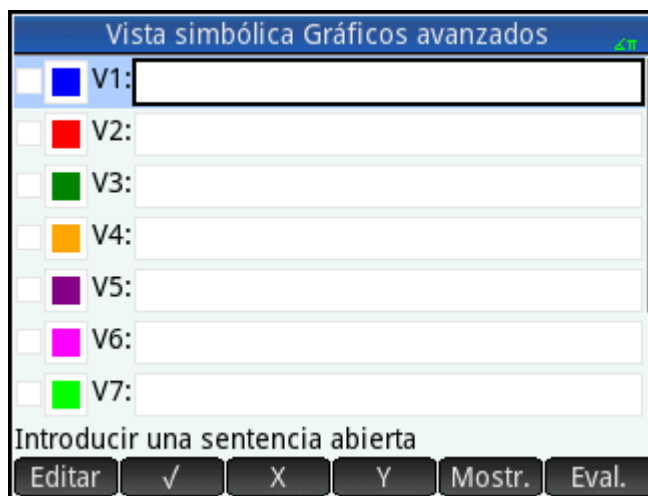 Vista simbólica Gráficos avanzados ∡π
V1:
V2:
V3:
V4:
V5:
V6:
V7:
Introducir una sentencia abierta
Editar √ X Y Mostr. Eval.